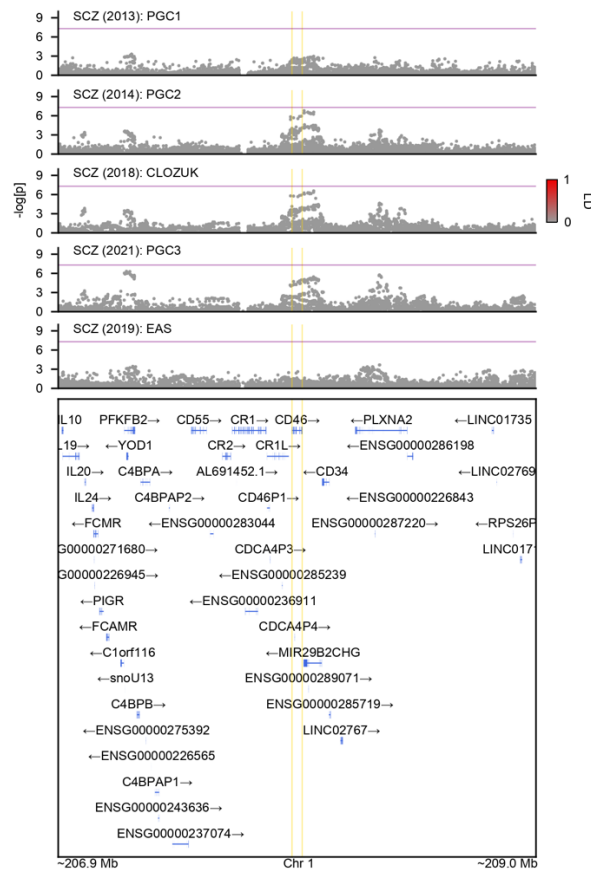 SCZ (2013): PGC1
9
6
3
0
SCZ (2014): PGC2
9
6
3
0
SCZ (2018): CLOZUK
9
6
3
0
-log[p]
1
0
LD
SCZ (2021): PGC3
9
6
3
0
SCZ (2019): EAS
9
6
3
0
IL10 PFKFB2→ CD55→ CR1→ CD46→ ←PLXNA2 ←LINC01735
L19→ ←YOD1 CR2→ CR1L→ ←ENSG00000286198
IL20→ C4BPA→ AL691452.1→ ←CD34 ←LINC02769
IL24→ C4BPAP2→ CD46P1→ ←ENSG00000226843
←FCMR ←ENSG00000283044 ENSG00000287220→ ←RPS26P
G00000271680→ CDCA4P3→ LINC017
G00000226945→ ←ENSG00000285239
←PIGR ←ENSG00000236911
←FCAMR CDCA4P4→
←C1orf116 ←MIR29B2CHG
←snoU13 ENSG00000289071→
C4BPB→ ENSG00000285719→
←ENSG00000275392 LINC02767→
←ENSG00000226565
C4BPAP1→
ENSG00000243636→
ENSG00000237074→
~206.9 Mb Chr 1 ~209.0 Mb